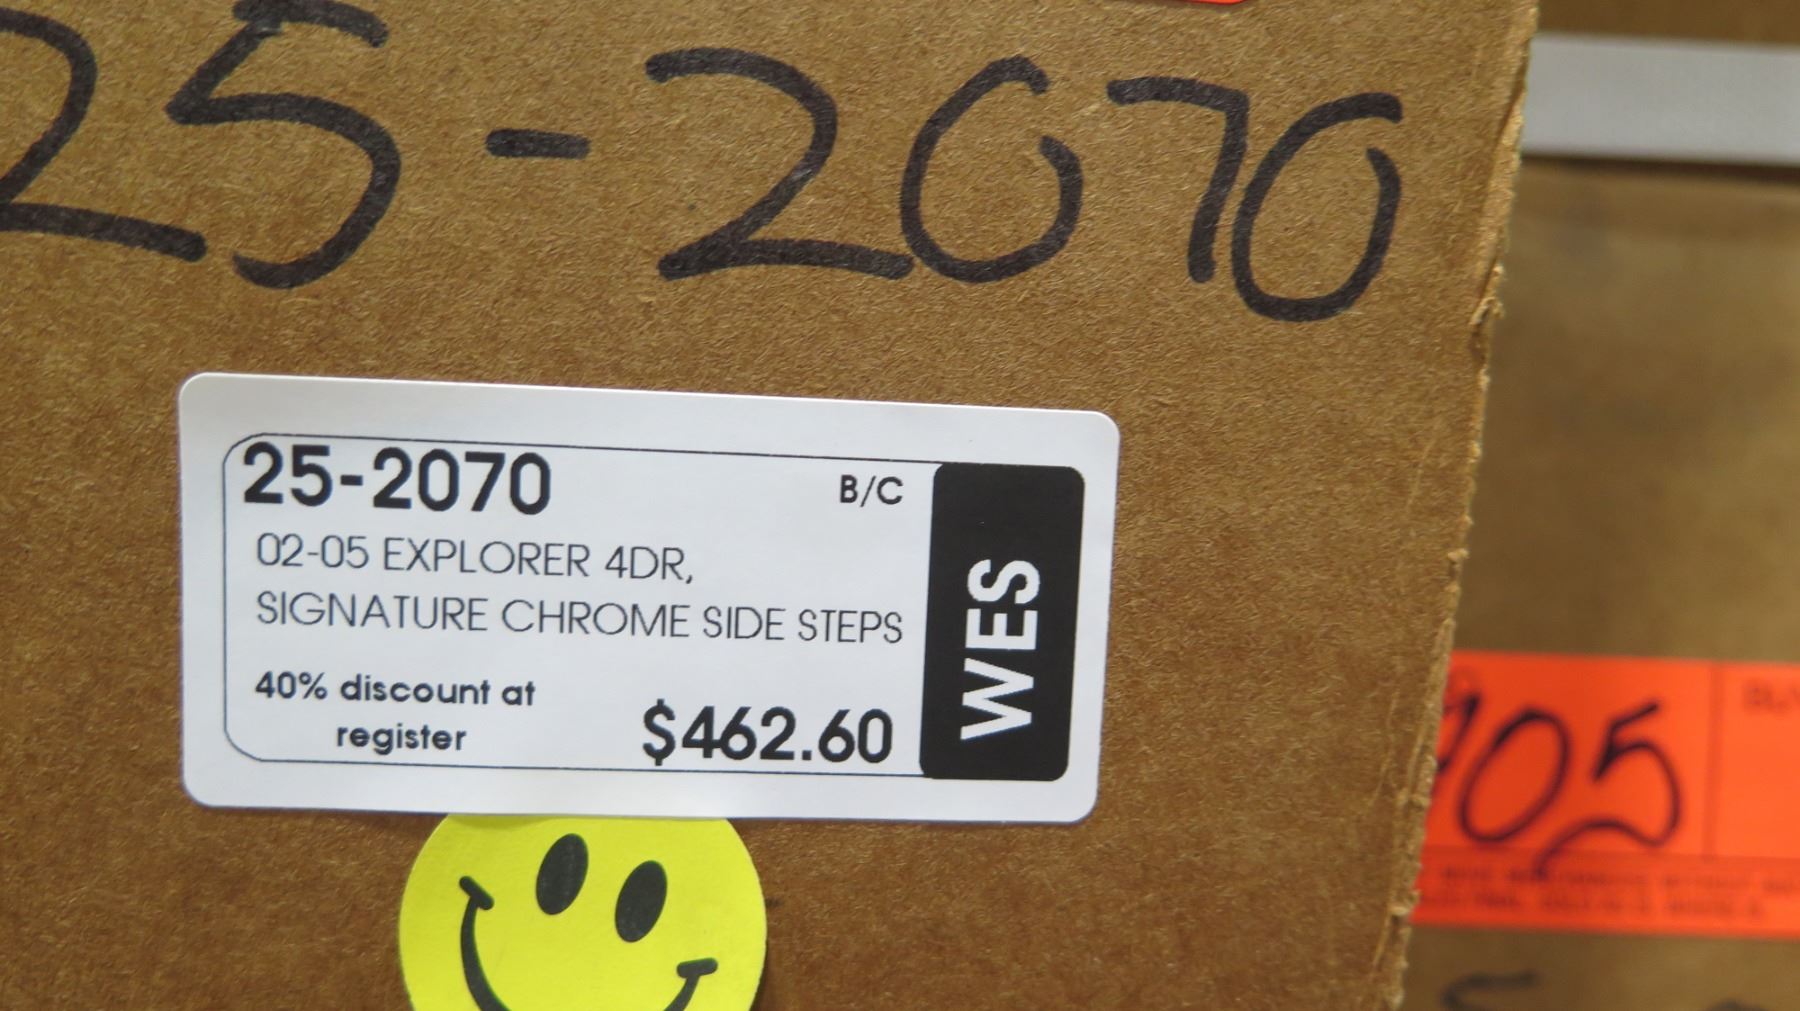 25-2070
25-2070
B/C
02-05 EXPLORER 4DR,
SIGNATURE CHROME SIDE STEPS
40% discount at
register
$462.60
WES
05